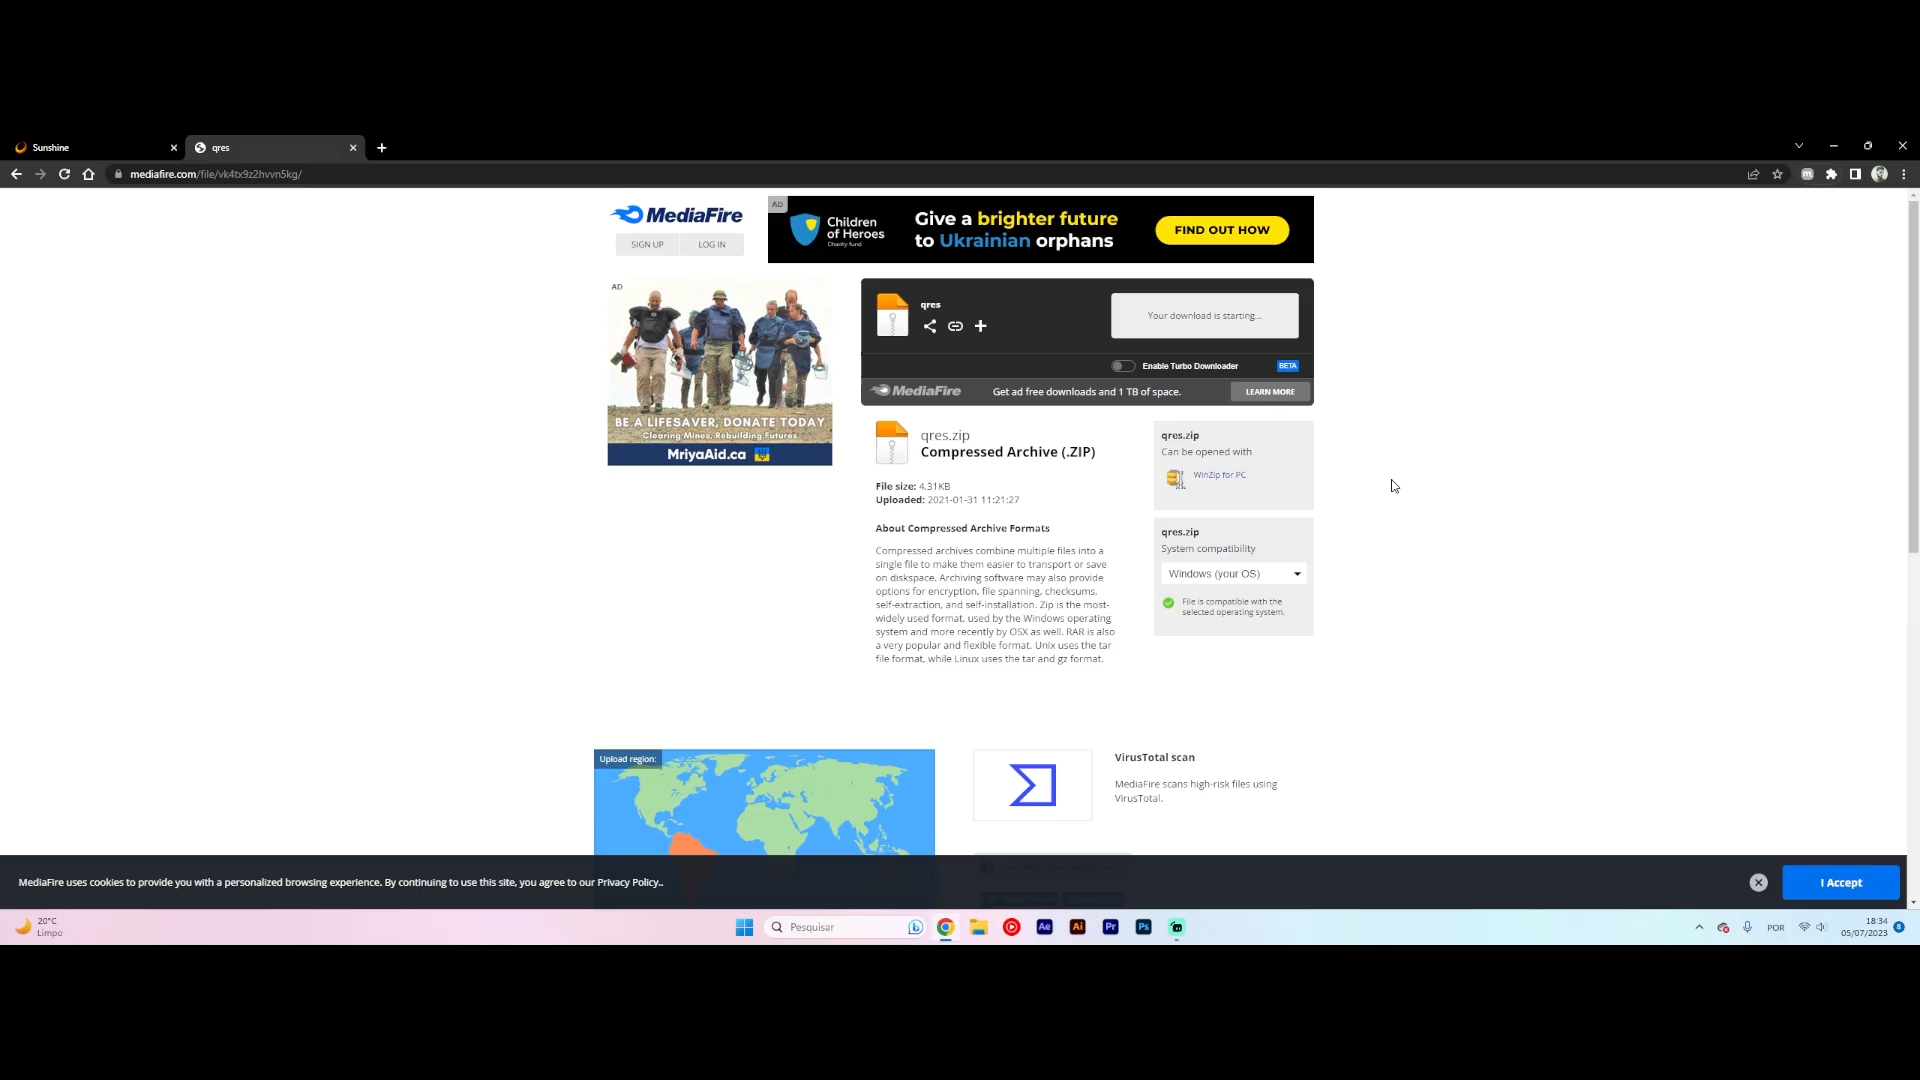 Sunshine
qres
mediafire.com/file/vk4tx9z2hvvn5kg/
MediaFire
SIGN UP
LOG IN
AD
Children
of Heroes
Charity fund
Give a brighter future
to Ukrainian orphans
FIND OUT HOW
AD
BE A LIFESAVER, DONATE TODAY
Clearing Mines, Rebuilding Futures
MriyaAid.ca
qres
Your download is starting...
Enable Turbo Downloader
BETA
MediaFire
Get ad free downloads and 1 TB of space.
LEARN MORE
qres.zip
Compressed Archive (.ZIP)
File size: 4.31KB
Uploaded: 2021-01-31 11:21:27
About Compressed Archive Formats
Compressed archives combine multiple files into a
single file to make them easier to transport or save
on diskspace. Archiving software may also provide
options for encryption, file spanning, checksums,
self-extraction, and self-installation. Zip is the most-
widely used format, used by the Windows operating
system and more recently by OSX as well. RAR is also
a very popular and flexible format. Unix uses the tar
file format, while Linux uses the tar and gz format.
qres.zip
Can be opened with
WinZip for PC
qres.zip
System compatibility
Windows (your OS)
File is compatible with the
selected operating system.
Upload region:
VirusTotal scan
MediaFire scans high-risk files using
VirusTotal.
MediaFire uses cookies to provide you with a personalized browsing experience. By continuing to use this site, you agree to our Privacy Policy..
I Accept
20°C
Limpo
Pesquisar
Ae
Ai
Pr
Ps
POR
18:34
05/07/2023
8